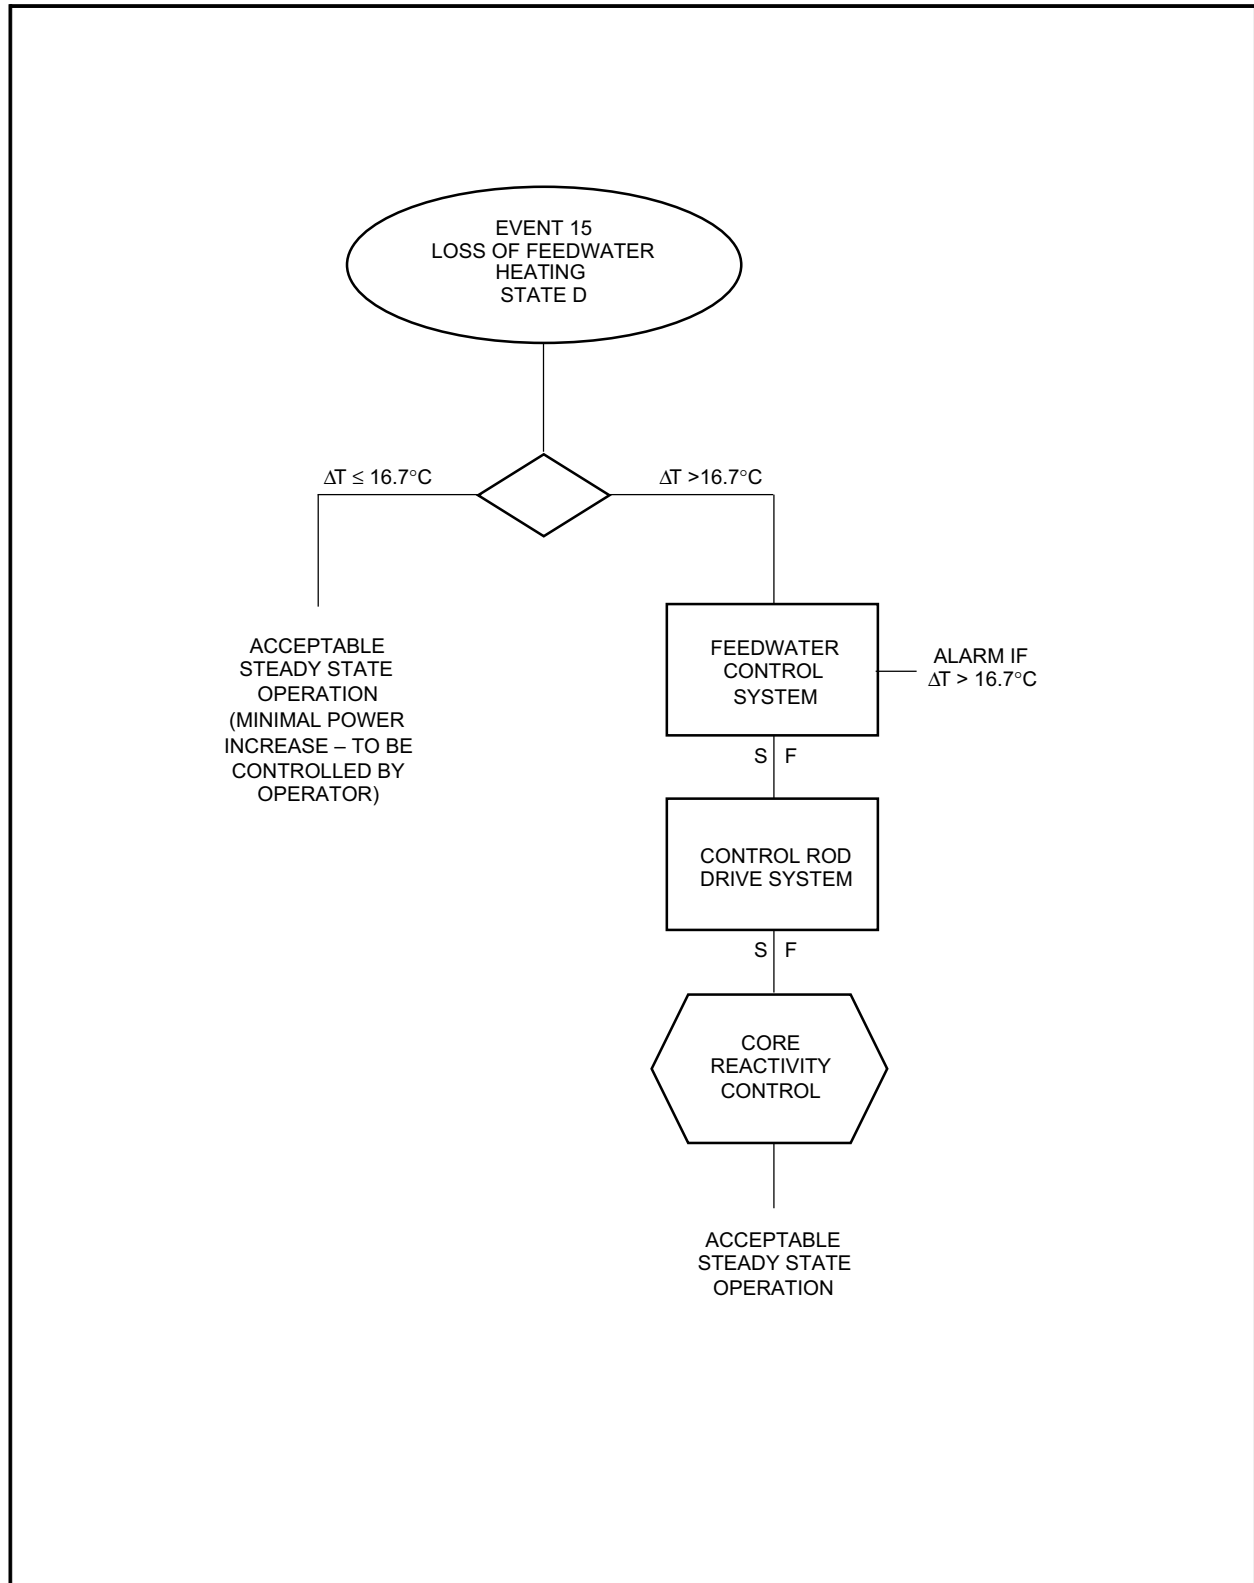 EVENT 15
LOSS OF FEEDWATER
HEATING
STATE D
ΔT ≤ 16.7°C
ΔT >16.7°C
ACCEPTABLE
STEADY STATE
OPERATION
(MINIMAL POWER
INCREASE – TO BE
CONTROLLED BY
OPERATOR)
FEEDWATER
CONTROL
SYSTEM
ALARM IF
ΔT > 16.7°C
S F
CONTROL ROD
DRIVE SYSTEM
S F
CORE
REACTIVITY
CONTROL
ACCEPTABLE
STEADY STATE
OPERATION